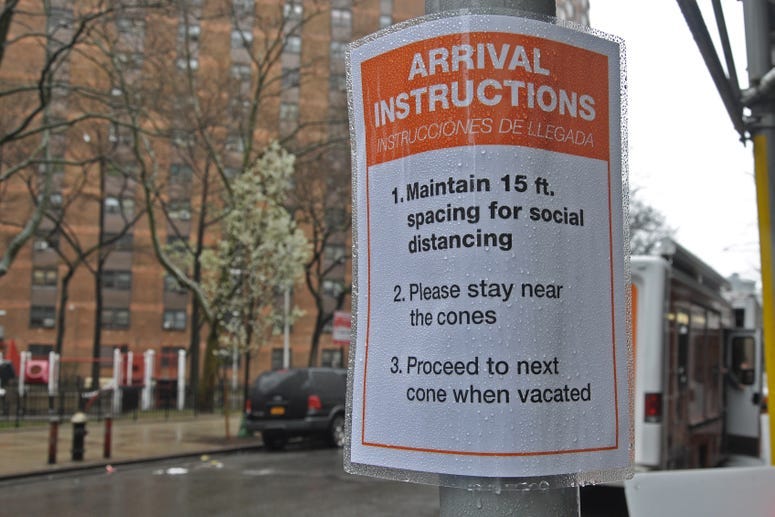 ARRIVAL
INSTRUCTIONS
INSTRUCCIÓNES DE LLEGADA
1. Maintain 15 ft.
spacing for social
distancing
2. Please stay near
the cones
3. Proceed to next
cone when vacated